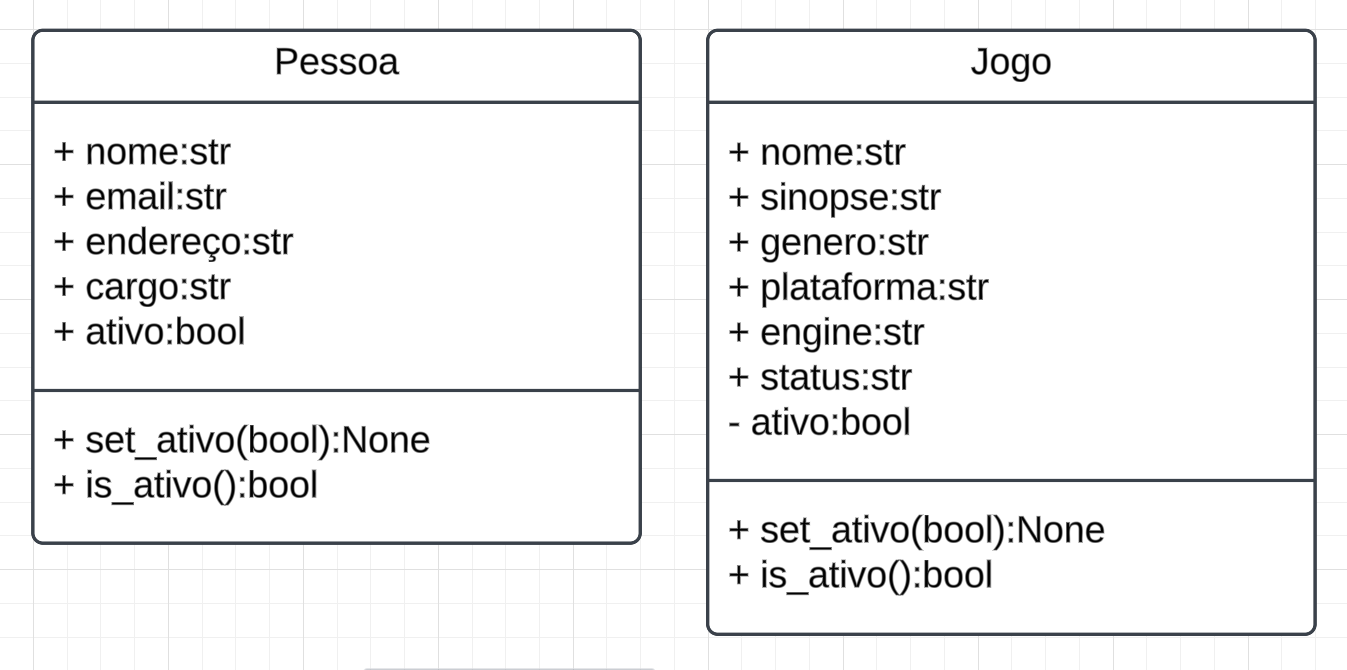 Pessoa
+ nome:str
+ email:str
+ endereço:str
+ cargo:str
+ ativo:bool
+ set_ativo(bool):None
+ is_ativo():bool
Jogo
+ nome:str
+ sinopse:str
+ genero:str
+ plataforma:str
+ engine:str
+ status:str
- ativo:bool
+ set_ativo(bool):None
+ is_ativo():bool